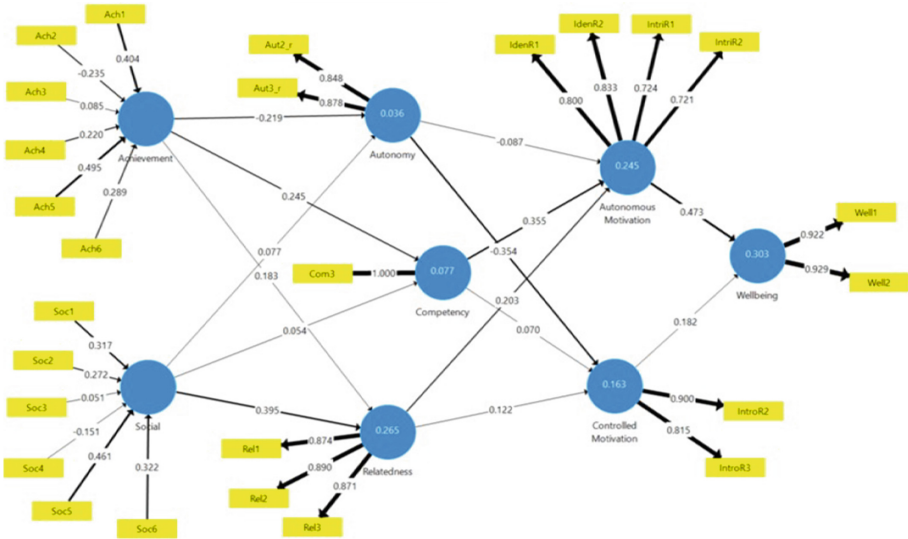 Ach1
Ach2
0.404
-0.235
Ach3
0.085
Ach4
0.220
0.495
Ach5
0.289
Ach6
Achievement
Aut2_r
0.848
Aut3_r
0.878
-0.219
0.036
Autonomy
IdenR1
IdenR2
IntriR1
IntriR2
0.800
0.833
0.724
0.721
-0.087
0.245
Autonomous
Motivation
0.245
0.355
-0.354
0.473
0.077
0.183
Com3
1.000
0.077
Competency
0.203
0.070
0.054
Well1
0.922
0.303
0.929
Well2
Wellbeing
0.182
Soc1
0.317
Soc2
0.272
Soc3
0.051
-0.151
Soc4
0.461
Soc5
0.322
Soc6
Social
0.395
0.265
Relatedness
0.122
Rel1
0.874
0.890
Rel2
0.871
Rel3
0.163
Controlled
Motivation
0.900
IntroR2
0.815
IntroR3